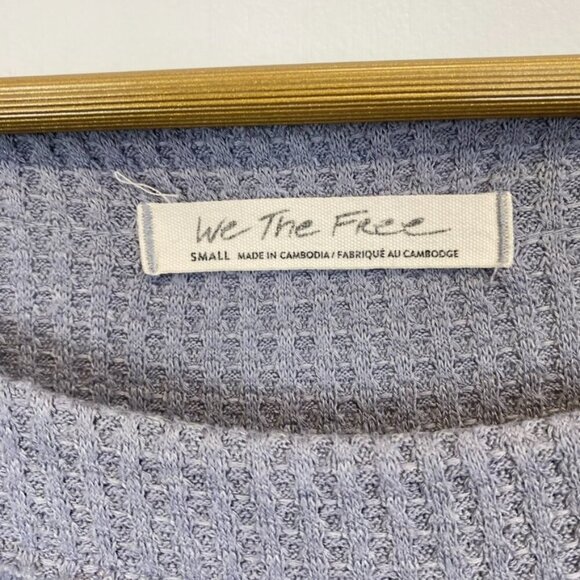 We The Free
SMALL MADE IN CAMBODIA / FABRIQUÉ AU CAMBODGE